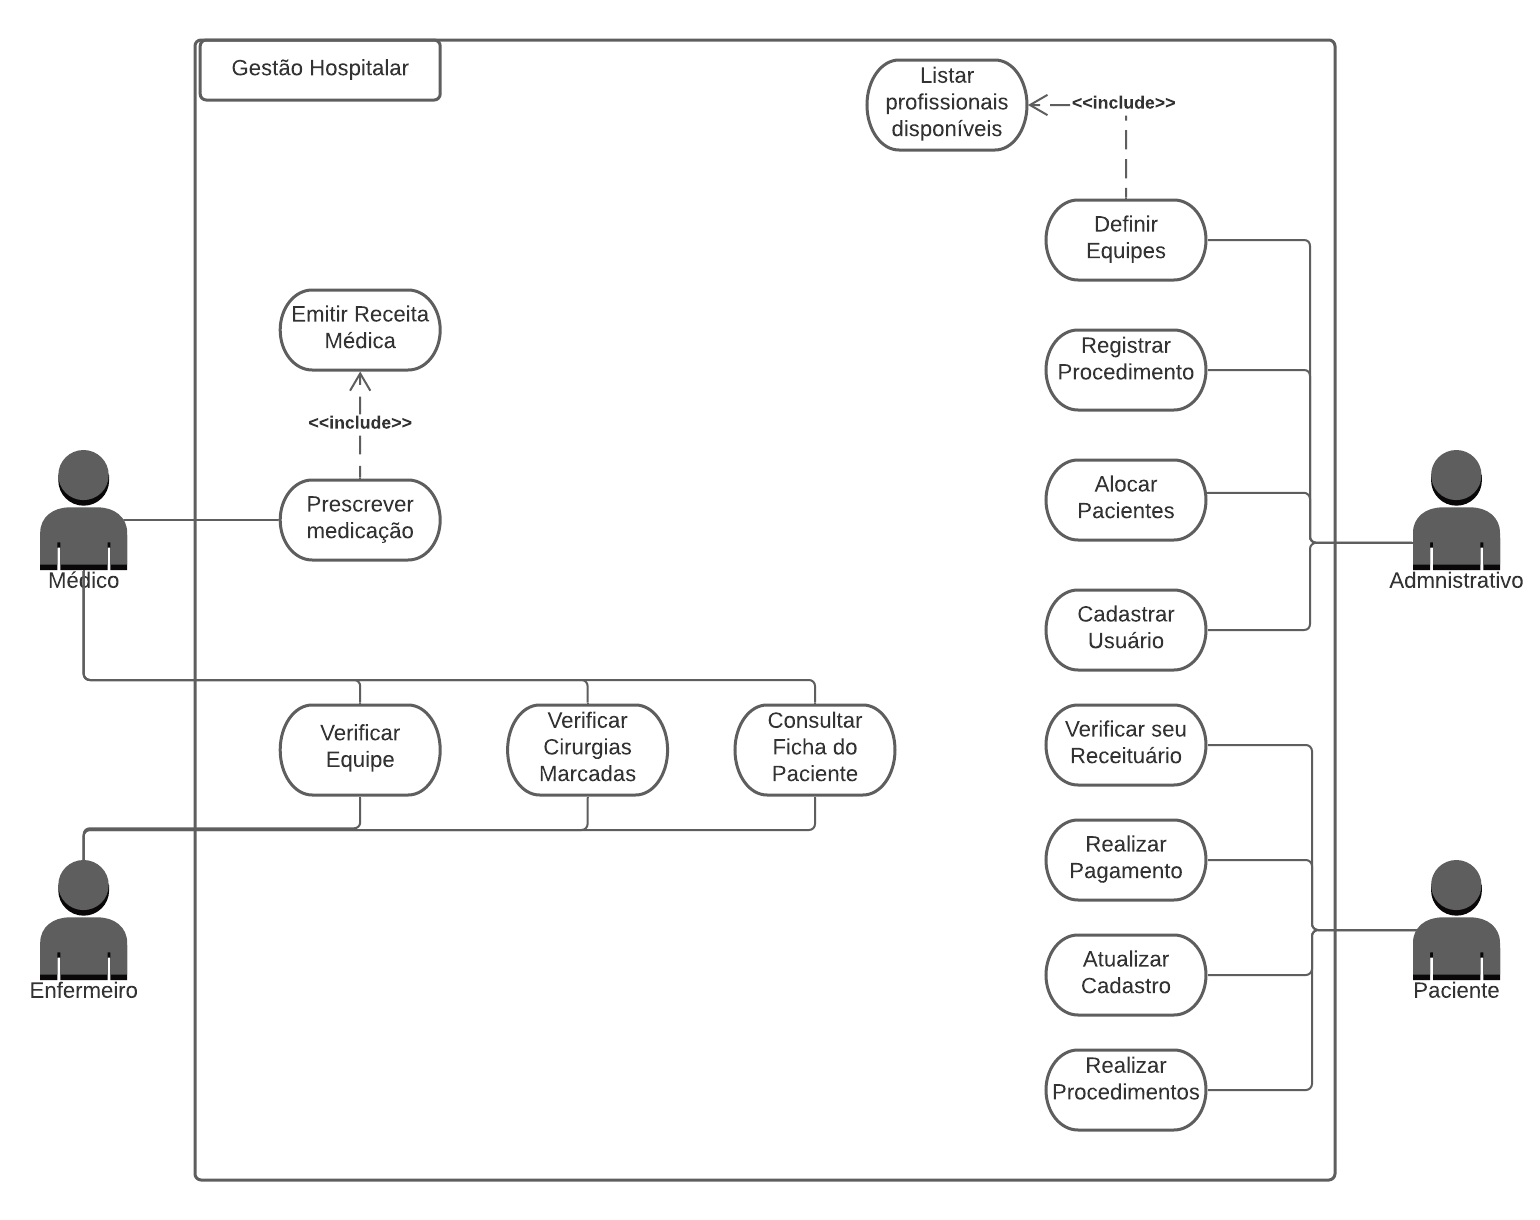 Gestão Hospitalar
Listar
profissionais
disponíveis
<<include>>
Definir
Equipes
Emitir Receita
Médica
<<include>>
Prescrever
medicação
Registrar
Procedimento
Alocar
Pacientes
Médico
Admnistrativo
Cadastrar
Usuário
Verificar
Equipe
Verificar
Cirurgias
Marcadas
Consultar
Ficha do
Paciente
Verificar seu
Receituário
Realizar
Pagamento
Enfermeiro
Paciente
Atualizar
Cadastro
Realizar
Procedimentos